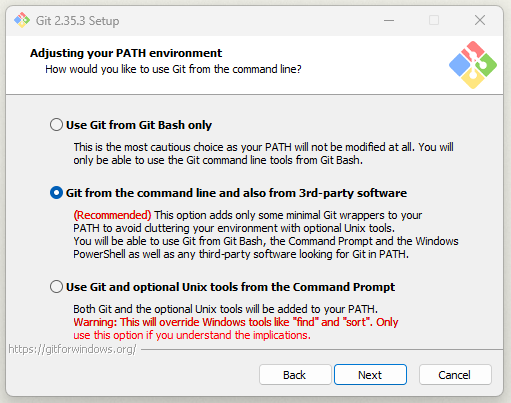 Git 2.35.3 Setup
Adjusting your PATH environment
How would you like to use Git from the command line?
Use Git from Git Bash only
This is the most cautious choice as your PATH will not be modified at all. You will
only be able to use the Git command line tools from Git Bash.
Git from the command line and also from 3rd-party software
(Recommended) This option adds only some minimal Git wrappers to your
PATH to avoid cluttering your environment with optional Unix tools.
You will be able to use Git from Git Bash, the Command Prompt and the Windows
PowerShell as well as any third-party software looking for Git in PATH.
Use Git and optional Unix tools from the Command Prompt
Both Git and the optional Unix tools will be added to your PATH.
Warning: This will override Windows tools like "find" and "sort". Only
use this option if you understand the implications.
https://gitforwindows.org/
Back
Next
Cancel